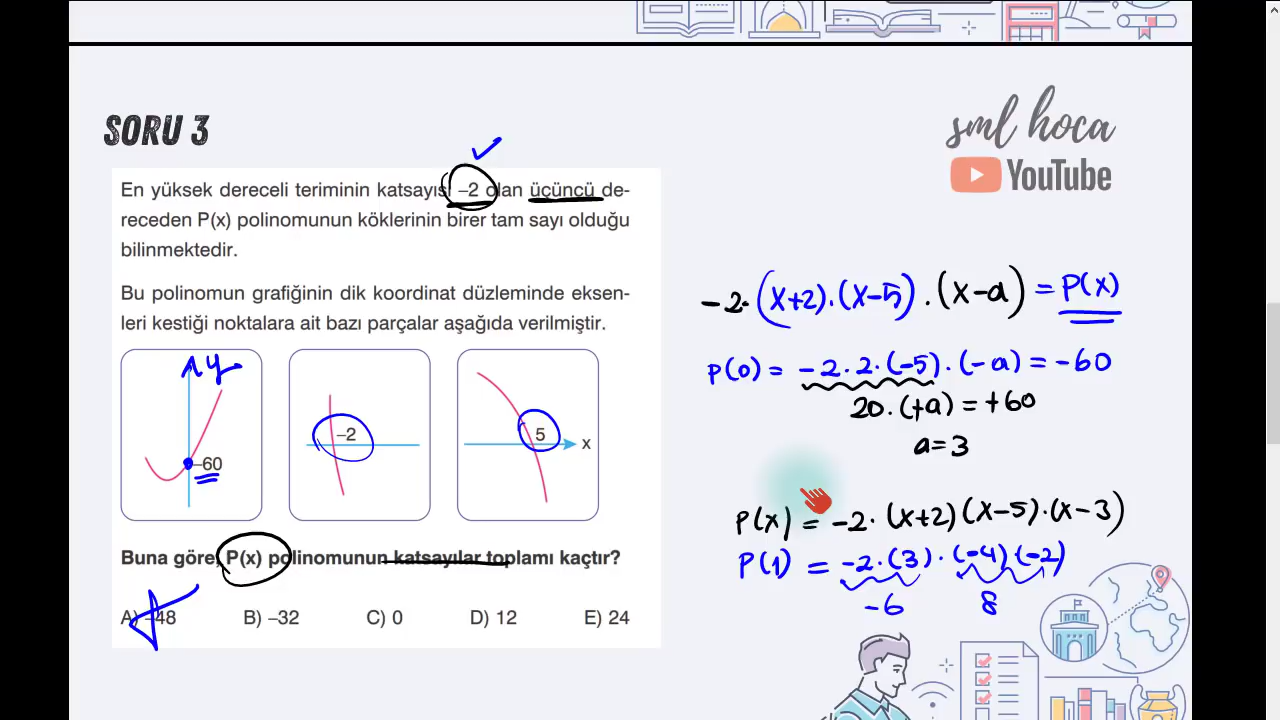 SORU 3
sml hoca
YouTube
En yüksek dereceli teriminin katsayısı –2 olan üçüncü de-
receden P(x) polinomunun köklerinin birer tam sayı olduğu
bilinmektedir.
Bu polinomun grafiğinin dik koordinat düzleminde eksen-
leri kestiği noktalara ait bazı parçalar aşağıda verilmiştir.
y
–60
–2
5
x
Buna göre, P(x) polinomunun katsayılar toplamı kaçtır?
A) –48 B) –32 C) 0 D) 12 E) 24
-2·(x+2)·(x-5)·(x-a) = P(x)
P(0) = -2·2·(-5)·(-a) = -60
20·(+a) = +60
a=3
P(x) = -2·(x+2)(x-5)·(x-3)
P(1) = -2·(3)·(-4)(-2)
-6 8